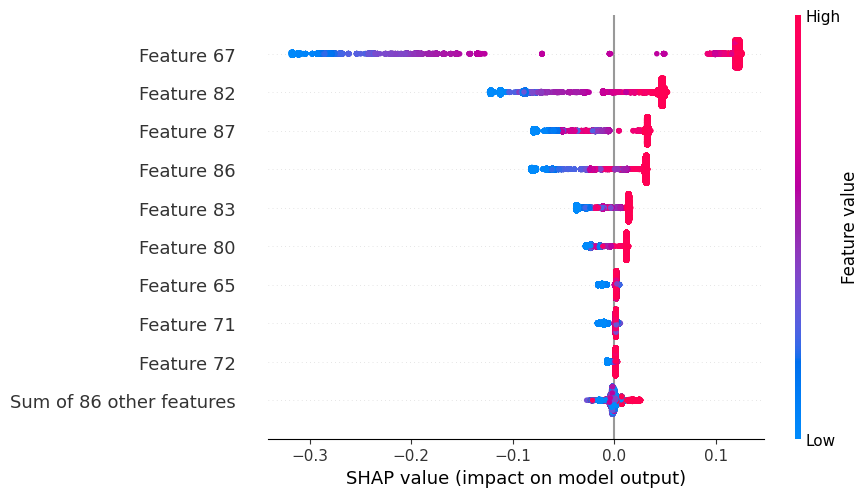 High
Feature 67
Feature 82
Feature 87
Feature 86
Feature 83
Feature 80
Feature 65
Feature 71
Feature 72
Sum of 86 other features
Feature value
Low
−0.3 −0.2 −0.1 0.0 0.1
SHAP value (impact on model output)